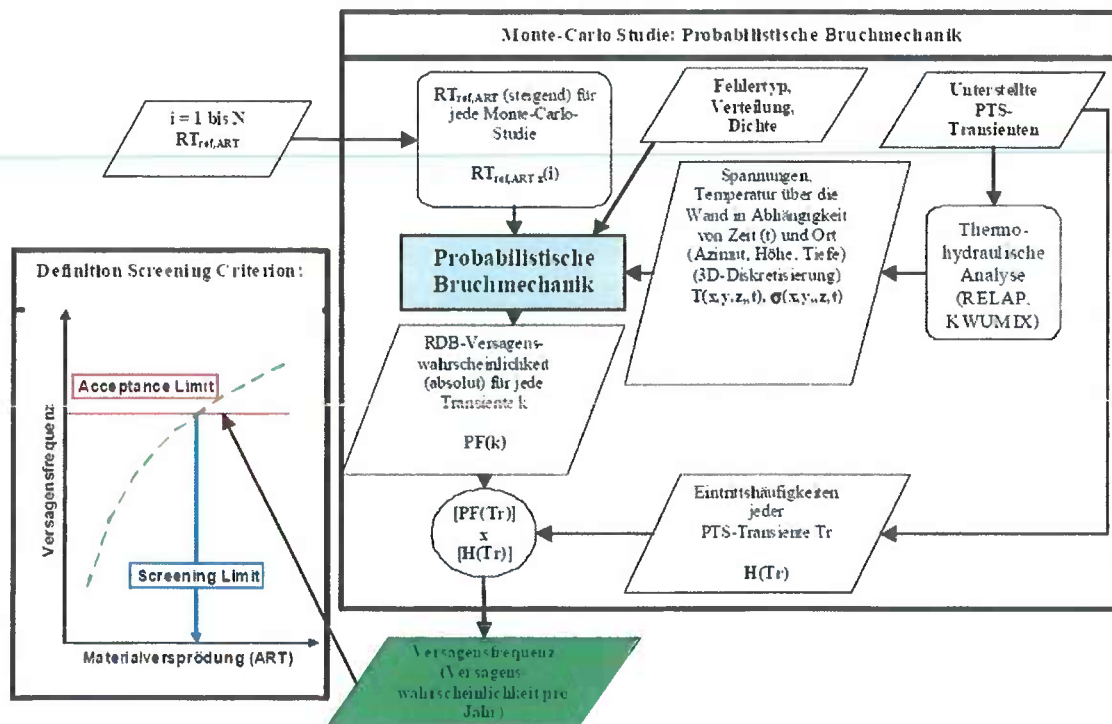 Monte-Carlo Studie: Probabilistische Bruchmechanik
i = 1 bis N
RTref,ART
RTref,ART (steigend) für
jede Monte-Carlo-
Studie
RTref,ART x(i)
Fehlertyp,
Verteilung,
Dichte
Unterstellte
PTS-
Transienten
Spannungen,
Temperatur über die
Wand in Abhängigkeit
von Zeit (t) und Ort
(Azimut, Höhe, Tiefe)
(3D-Diskretisierung)
T(x,y,z,,t), σ(x,y,,z,t)
Thermo-
hydraulische
Analyse
(RELAP,
KWUMIX)
Probabilistische
Bruchmechanik
RDB-Versagens-
wahrscheinlichkeit
(absolut) für jede
Transiente k
PF(k)
[PF(Tr)]
x
[H(Tr)]
Eintrittshäufigkeiten
jeder
PTS-Transiente Tr
H(Tr)
Versagensfrequenz
(Versagens-
wahrscheinlichkeit pro
Jahr)
Definition Screening Criterion:
Acceptance Limit
Versagensfrequenz
Screening Limit
Materialversprödung (ART)